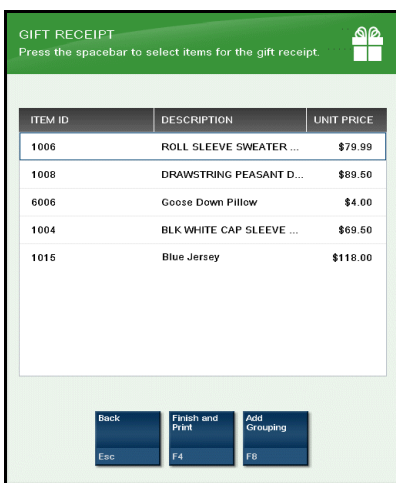 GIFT RECEIPT
Press the spacebar to select items for the gift receipt.
ITEM ID DESCRIPTION UNIT PRICE
1006 ROLL SLEEVE SWEATER ... $79.99
1008 DRAWSTRING PEASANT D... $89.50
6006 Goose Down Pillow $4.00
1004 BLK WHITE CAP SLEEVE ... $69.50
1015 Blue Jersey $118.00
Back Finish and Add
Print Grouping
Esc F4 F8